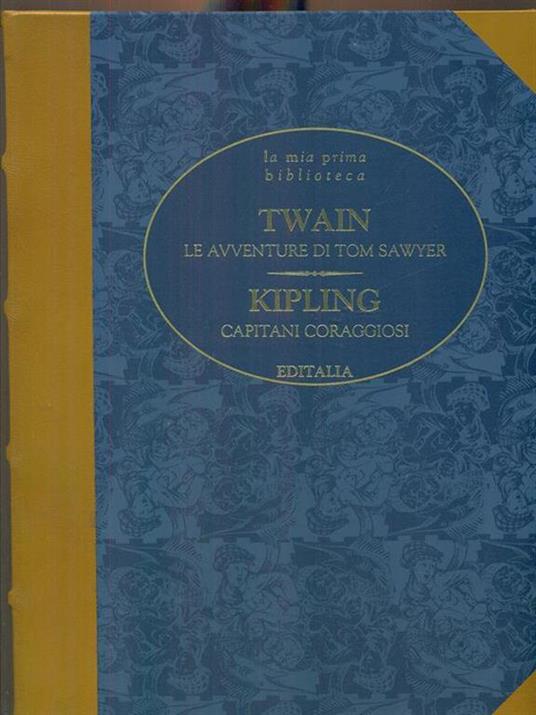 la mia prima
biblioteca
TWAIN
LE AVVENTURE DI TOM SAWYER
KIPLING
CAPITANI CORAGGIOSI
EDITALIA